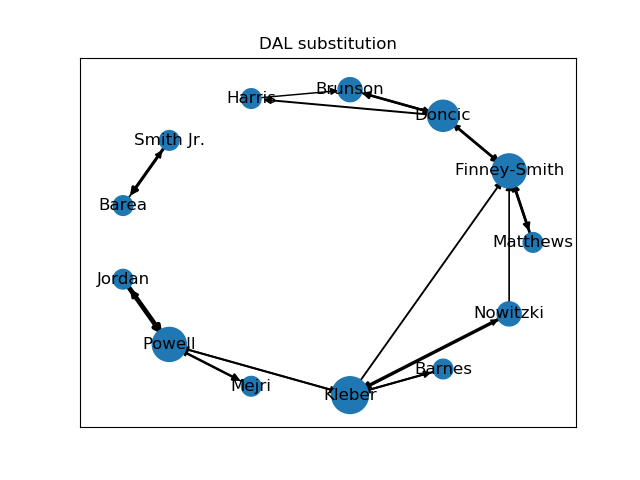 DAL substitution
Brunson
Harris
Doncic
Smith Jr.
Finney-Smith
Barea
Matthews
Jordan
Nowitzki
Powell
Barnes
Mejri
Kleber